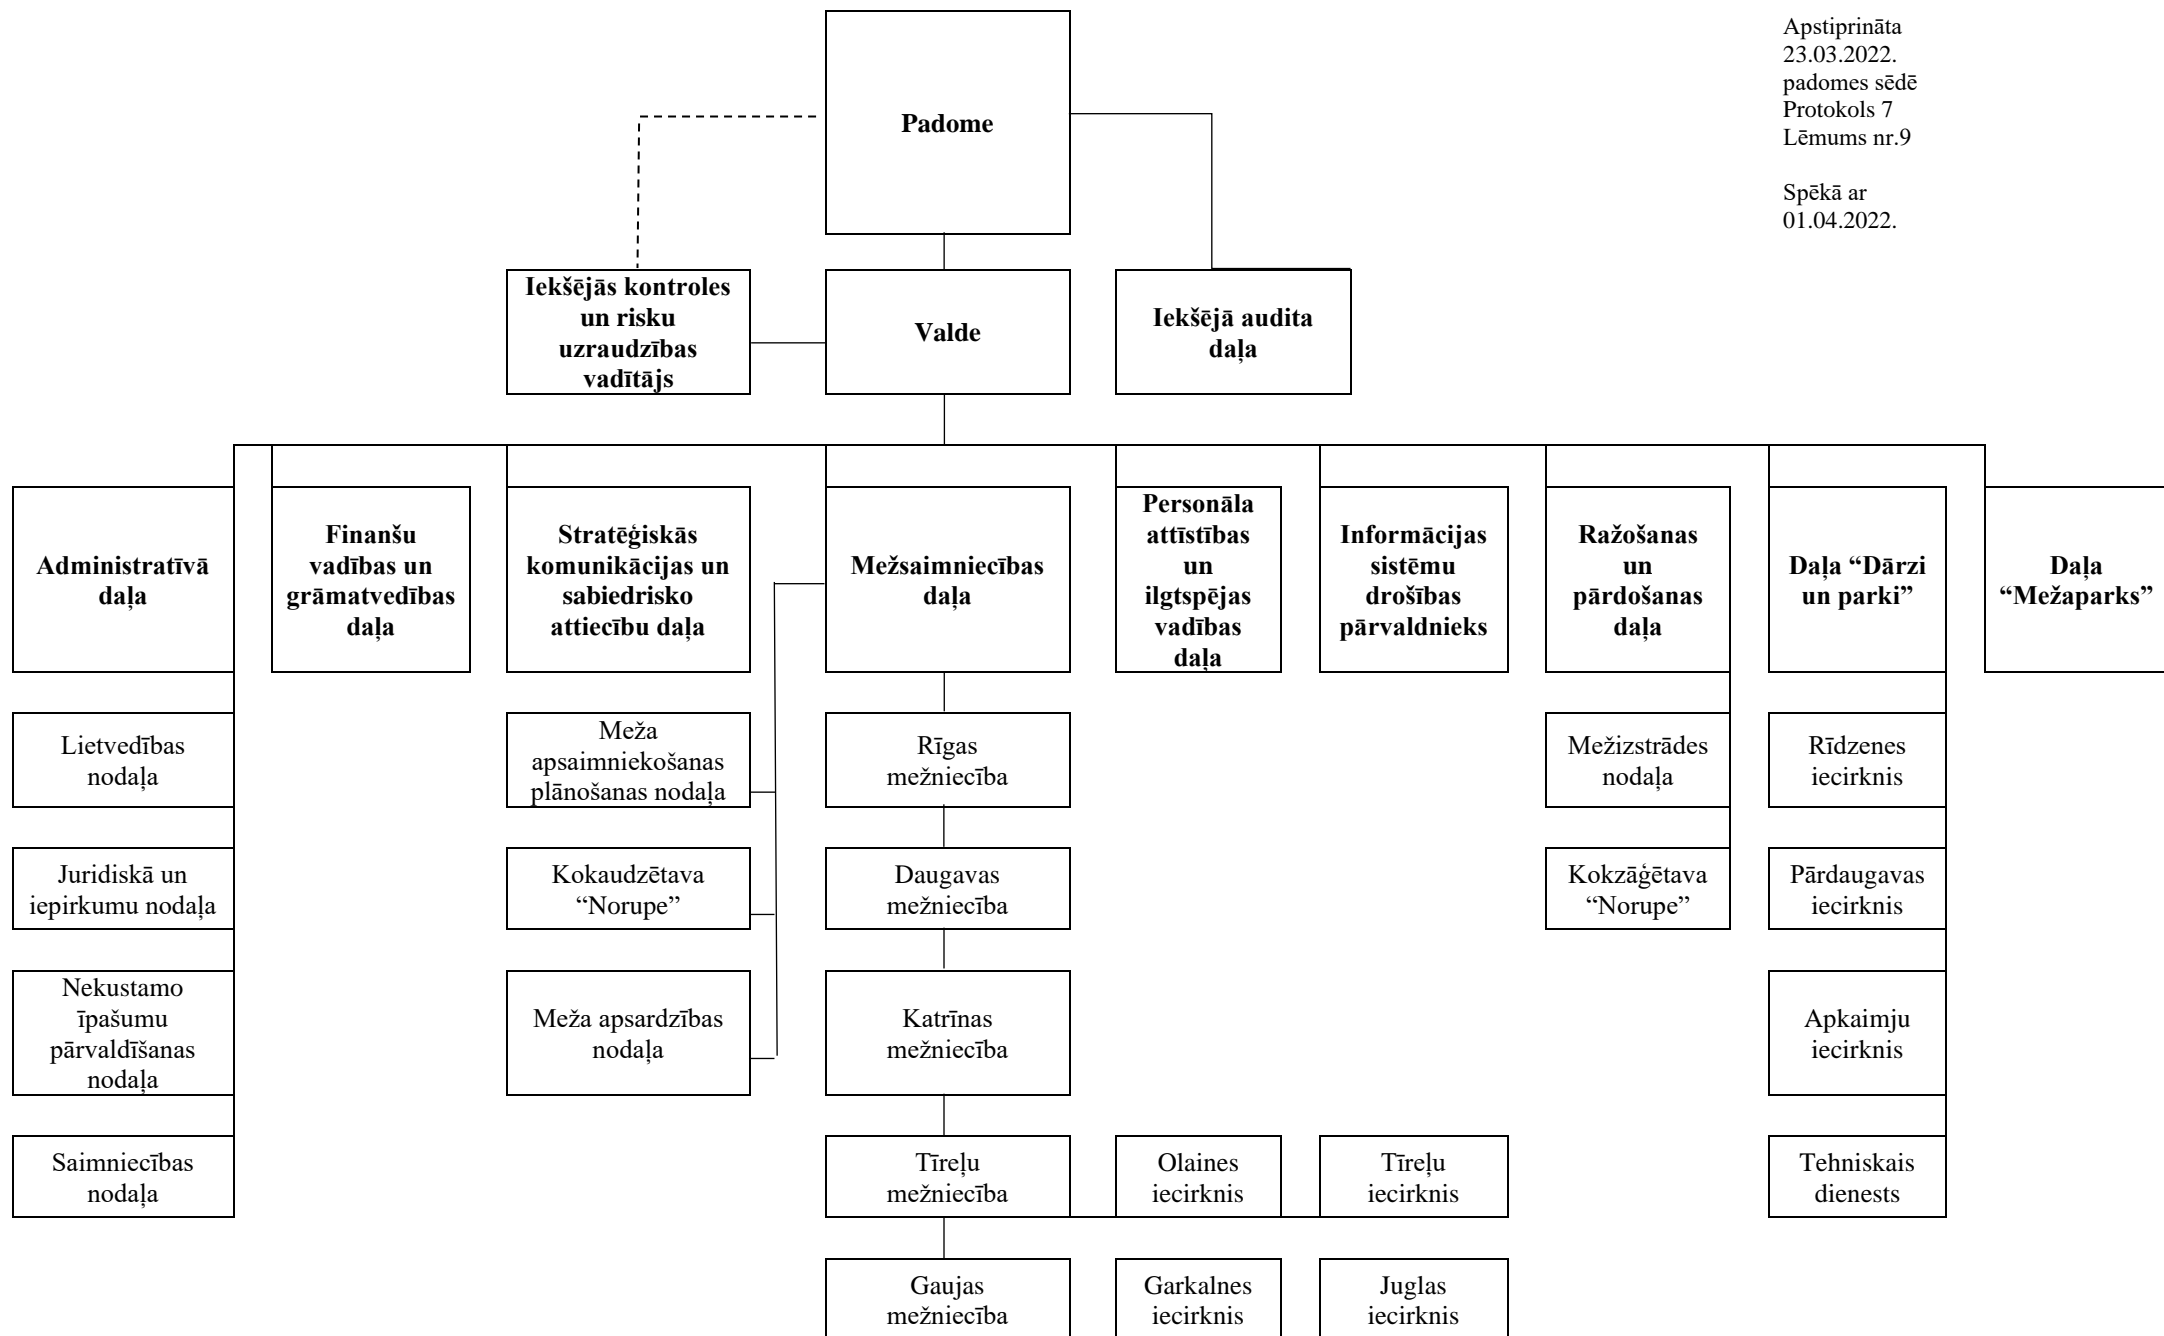 Apstiprināta
23.03.2022.
padomes sēdē
Protokols 7
Lēmums nr.9
Spēkā ar
01.04.2022.
Padome
Iekšējās kontroles
un risku
uzraudzības
vadītājs
Valde
Iekšējā audita
daļa
Administratīvā
daļa
Finanšu
vadības un
grāmatvedības
daļa
Stratēģiskās
komunikācijas un
sabiedrisko
attiecību daļa
Mežsaimniecības
daļa
Personāla
attīstības
un
ilgtspējas
vadības
daļa
Informācijas
sistēmu
drošības
pārvaldnieks
Ražošanas
un
pārdošanas
daļa
Daļa “Dārzi
un parki”
Daļa
“Mežaparks”
Lietvedības
nodaļa
Meža
apsaimniekošanas
plānošanas nodaļa
Rīgas
mežniecība
Mežizstrādes
nodaļa
Rīdzenes
iecirknis
Juridiskā un
iepirkumu nodaļa
Kokaudzētava
“Norupe”
Daugavas
mežniecība
Kokzāģētava
“Norupe”
Pārdaugavas
iecirknis
Nekustamo
īpašumu
pārvaldīšanas
nodaļa
Meža apsardzības
nodaļa
Katrīnas
mežniecība
Apkaimju
iecirknis
Saimniecības
nodaļa
Tīreļu
mežniecība
Olaines
iecirknis
Tīreļu
iecirknis
Tehniskais
dienests
Gaujas
mežniecība
Garkalnes
iecirknis
Juglas
iecirknis